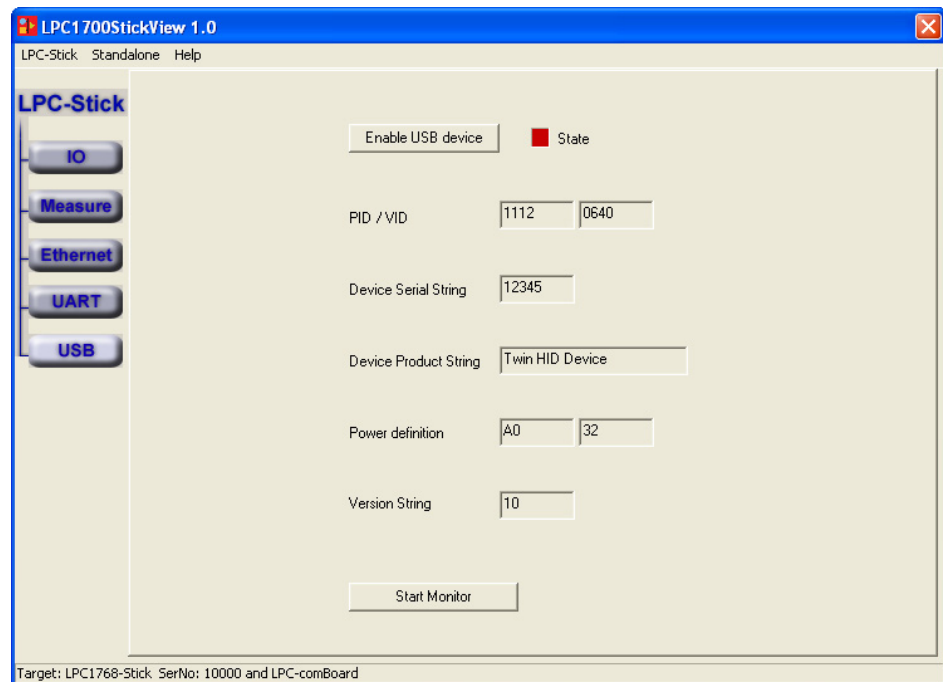 LPC1700StickView 1.0
LPC-Stick Standalone Help
LPC-Stick
IO
Measure
Ethernet
UART
USB
Enable USB device State
PID / VID 1112 0640
Device Serial String 12345
Device Product String Twin HID Device
Power definition A0 32
Version String 10
Start Monitor
Target: LPC1768-Stick SerNo: 10000 and LPC-comBoard